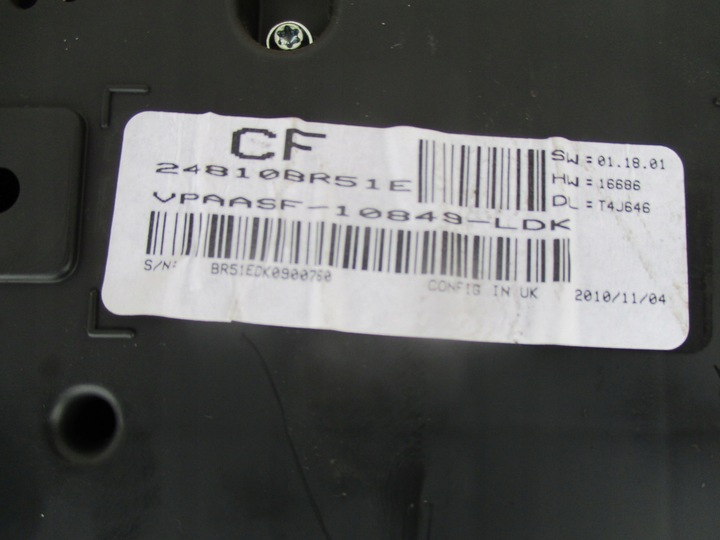 CF
248108R51E
VPAASF-10849-LDK
SW:01.18.01
HW:16686
DL:T4J646
S/N: BR51EDK0900760
CONFIG IN UK
2010/11/04